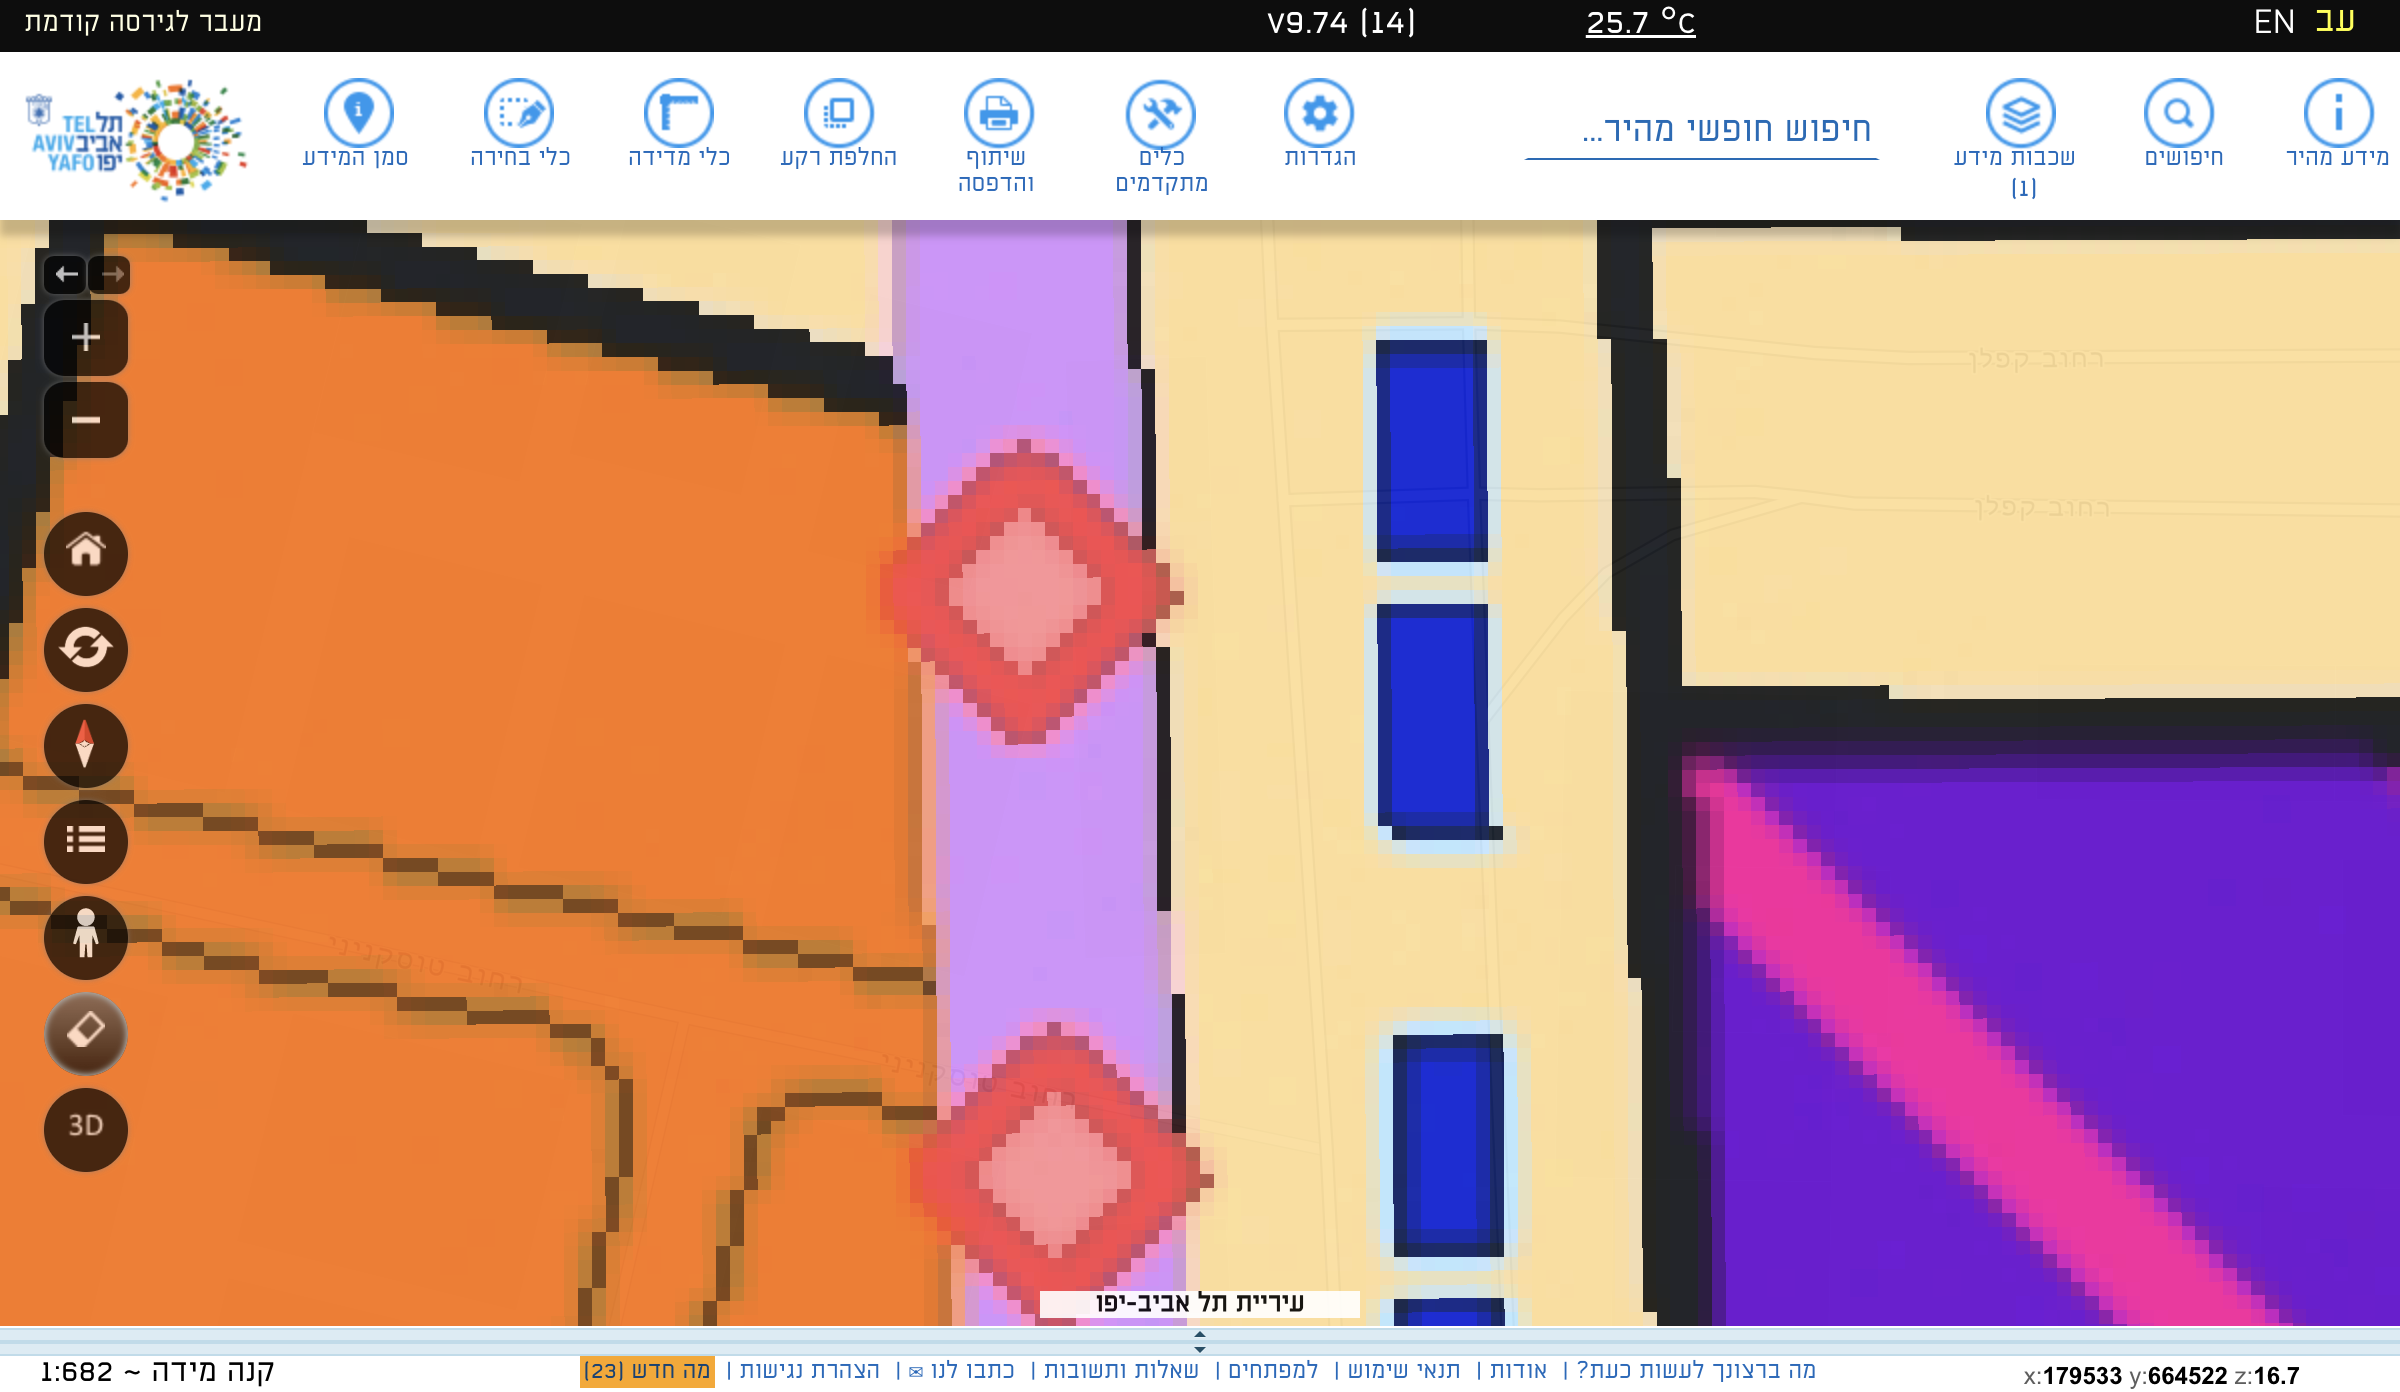 עב EN 25.7 °C V9.74 (14) מעבר לגירסה קודמת
מידע מהיר
חיפושים
שכבות מידע
(1)
חיפוש חופשי מהיר...
הגדרות
כלים
מתקדמים
שיתוף
והדפסה
החלפת רקע
כלי מדידה
כלי בחירה
סמן המידע
תל
אביב
יפו
TEL
AVIV
YAFO
רחוב קפלן
רחוב קפלן
רחוב טוסקניני
רחוב טוסקניני
3D
עיריית תל אביב-יפו
מה ברצונך לעשות כעת? | אודות | תנאי שימוש | למפתחים | שאלות ותשובות | כתבו לנו ✉ | הצהרת נגישות | מה חדש (23)
קנה מידה ~ 1:682
x:179533 y:664522 z:16.7